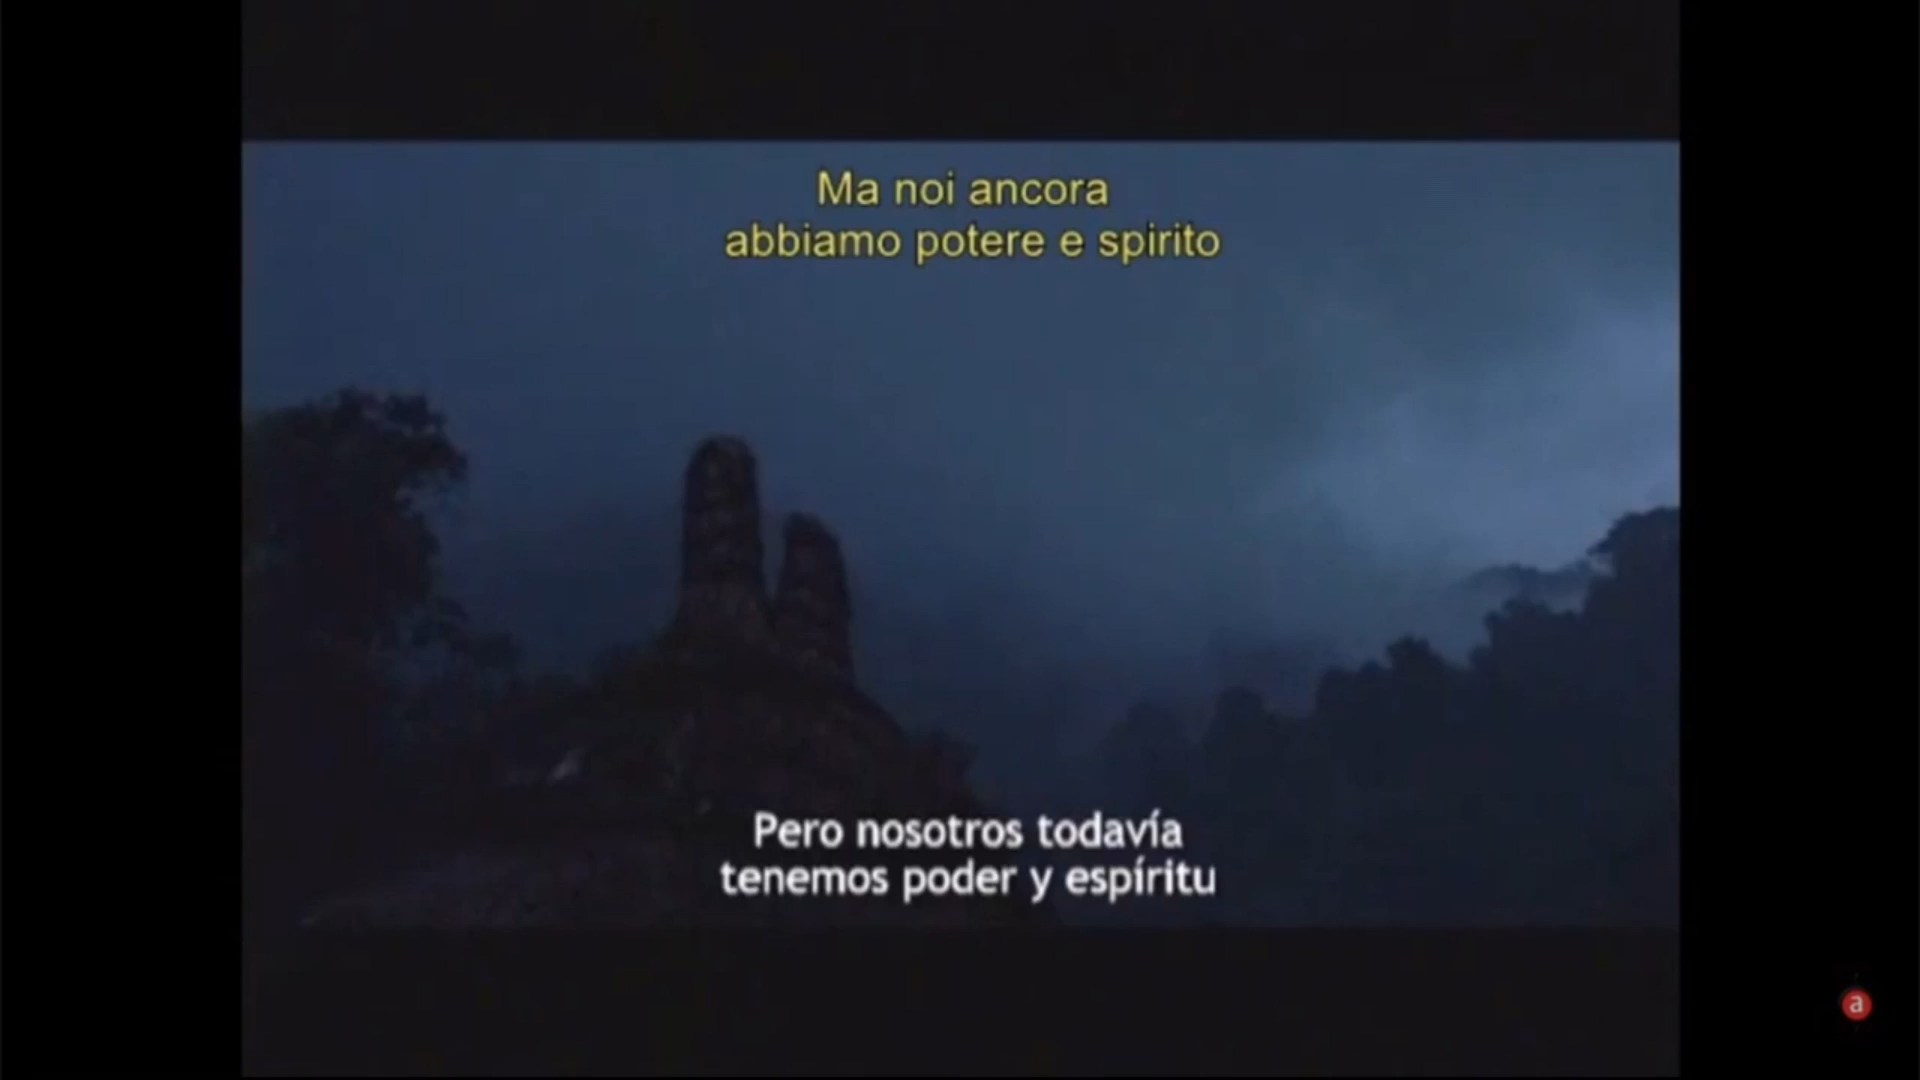 Ma noi ancora
abbiamo potere e spirito
Pero nosotros todavía
tenemos poder y espíritu
a